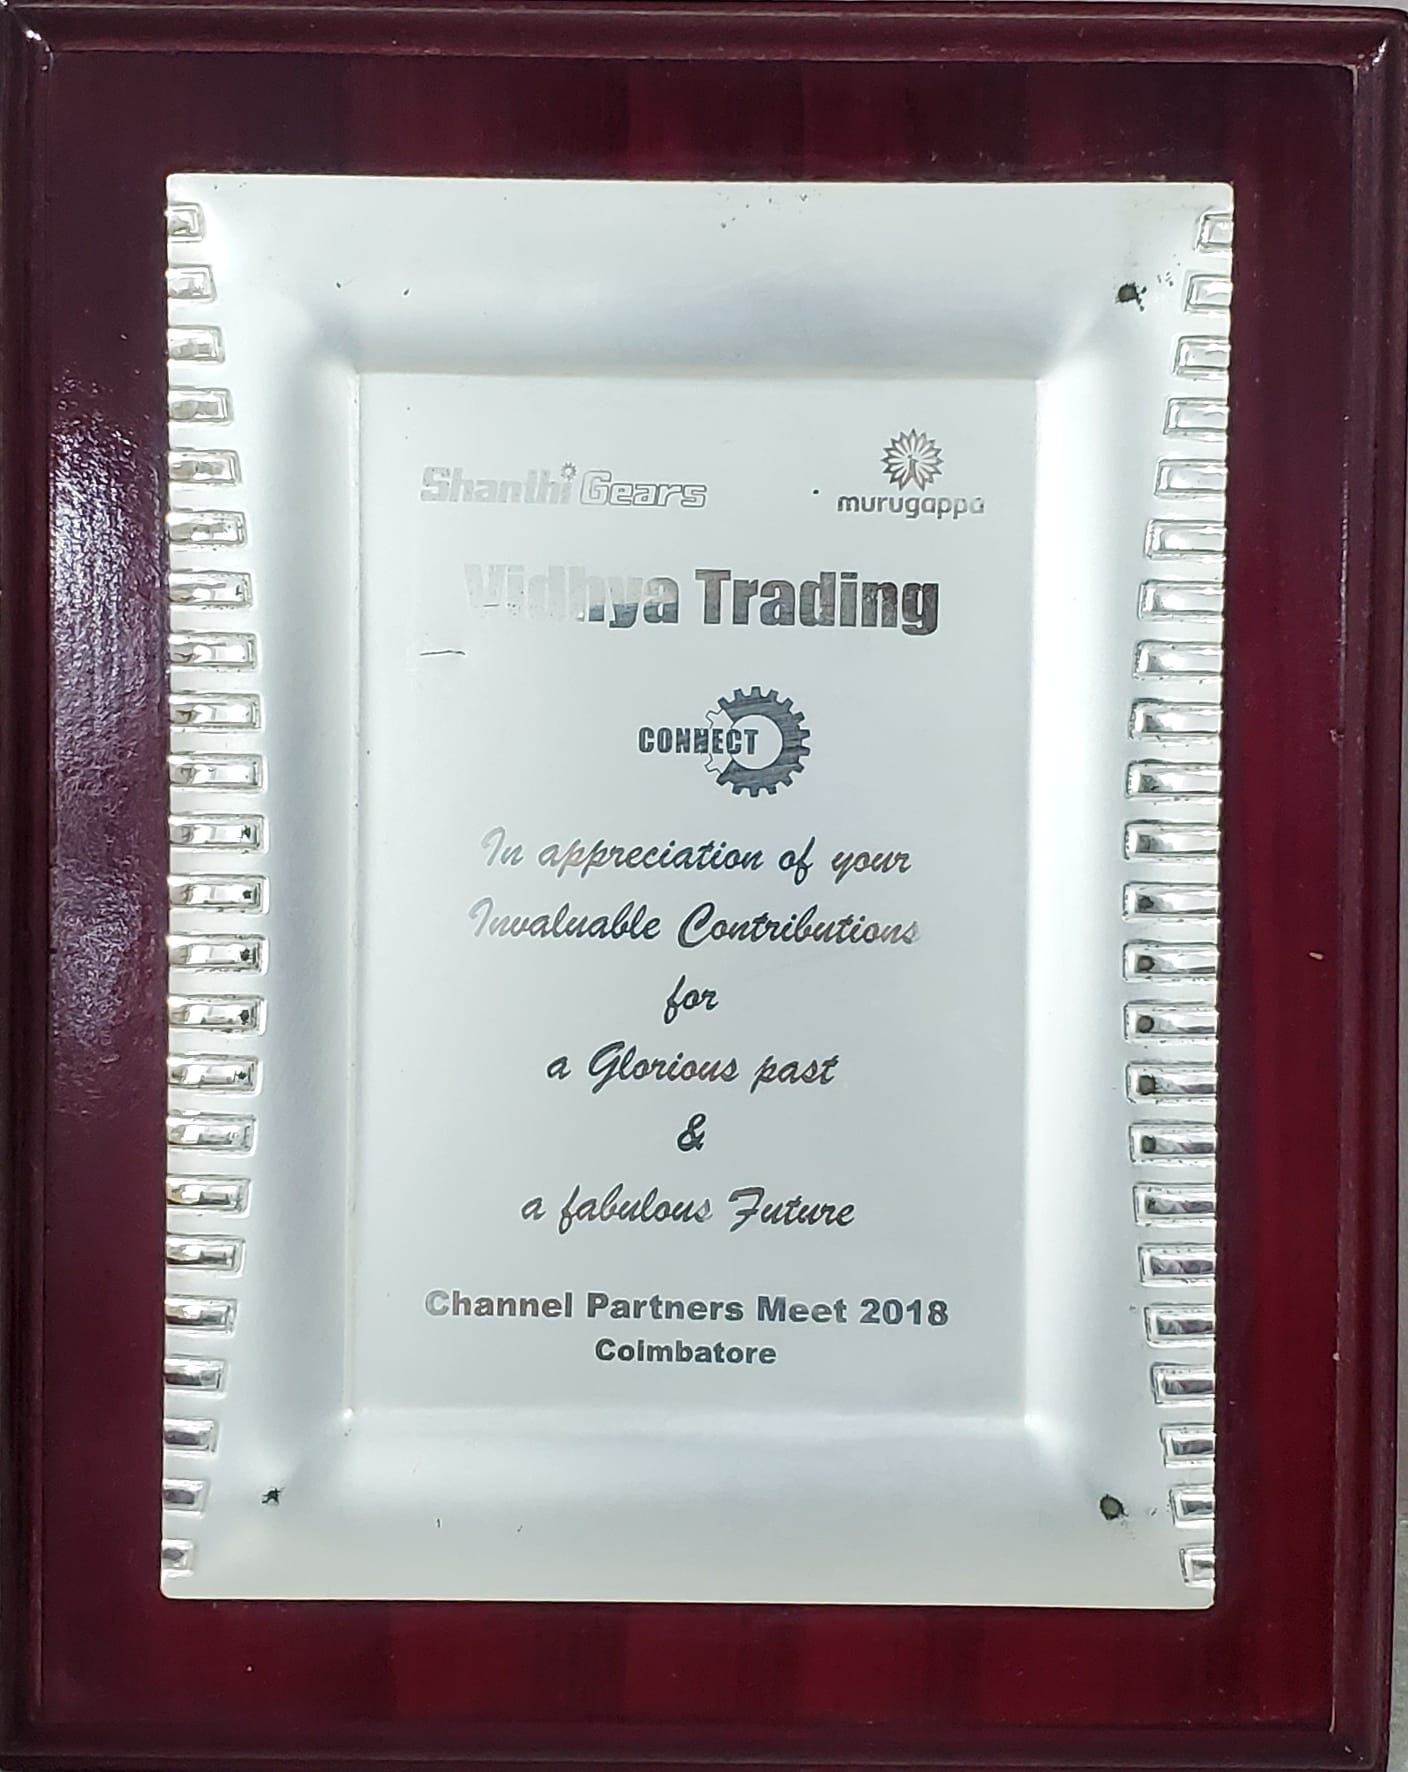 Shanthi Gears
murugappa
Vidhya Trading
CONNECT
In appreciation of your
Invaluable Contributions
for
a Glorious past
&
a fabulous Future
Channel Partners Meet 2018
Coimbatore